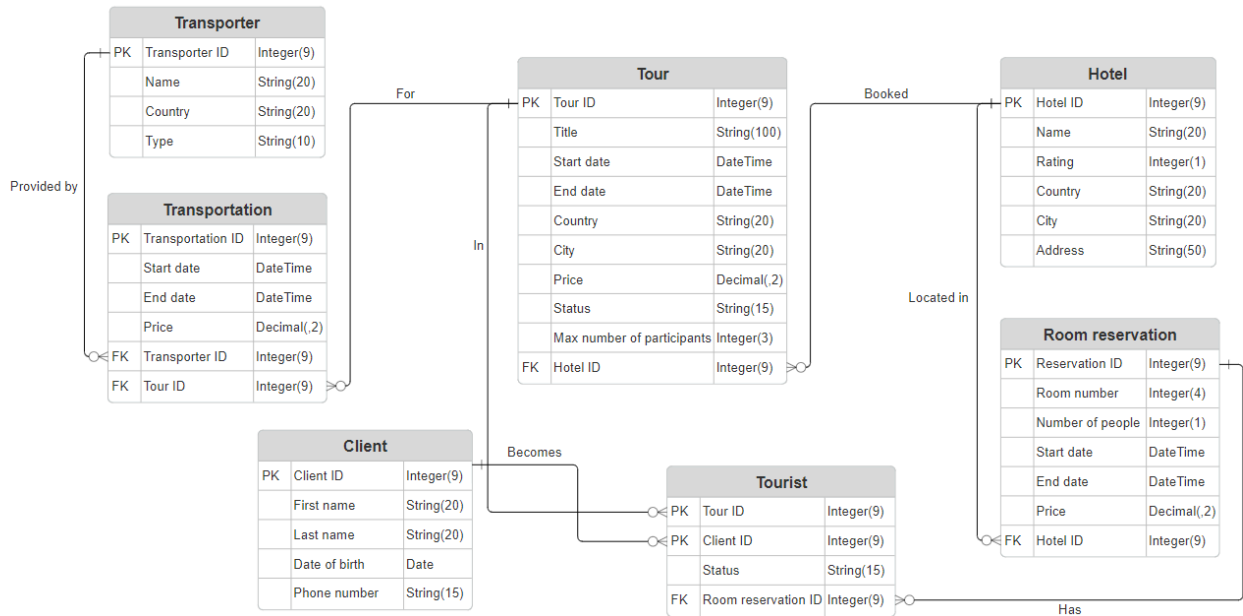 Transporter
PK Transporter ID Integer(9)
Name String(20)
Country String(20)
Type String(10)
Provided by
For
Transportation
PK Transportation ID Integer(9)
Start date DateTime
End date DateTime
Price Decimal(,2)
FK Transporter ID Integer(9)
FK Tour ID Integer(9)
Tour
PK Tour ID Integer(9)
Title String(100)
Start date DateTime
End date DateTime
Country String(20)
City String(20)
Price Decimal(,2)
Status String(15)
Max number of participants Integer(3)
FK Hotel ID Integer(9)
In
Booked
Hotel
PK Hotel ID Integer(9)
Name String(20)
Rating Integer(1)
Country String(20)
City String(20)
Address String(50)
Located in
Room reservation
PK Reservation ID Integer(9)
Room number Integer(4)
Number of people Integer(1)
Start date DateTime
End date DateTime
Price Decimal(,2)
FK Hotel ID Integer(9)
Client
PK Client ID Integer(9)
First name String(20)
Last name String(20)
Date of birth Date
Phone number String(15)
Becomes
Tourist
PK Tour ID Integer(9)
PK Client ID Integer(9)
Status String(15)
FK Room reservation ID Integer(9)
Has